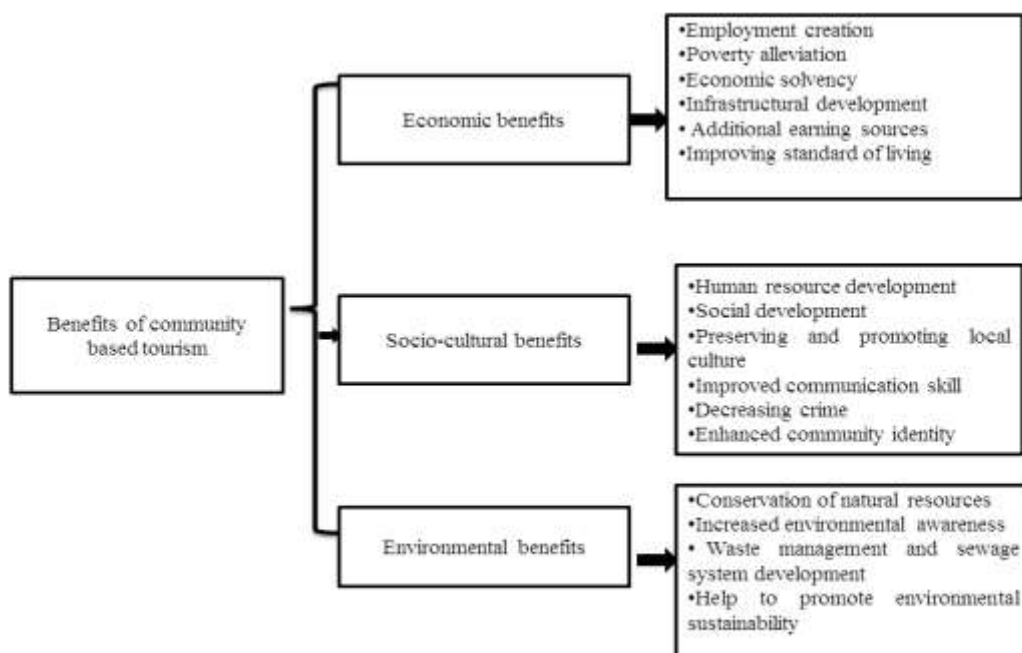 Benefits of community
based tourism
Economic benefits
•Employment creation
•Poverty alleviation
•Economic solvency
•Infrastructural development
• Additional earning sources
•Improving standard of living
Socio-cultural benefits
•Human resource development
•Social development
•Preserving and promoting local
culture
•Improved communication skill
•Decreasing crime
•Enhanced community identity
Environmental benefits
•Conservation of natural resources
•Increased environmental awareness
• Waste management and sewage
system development
•Help to promote environmental
sustainability